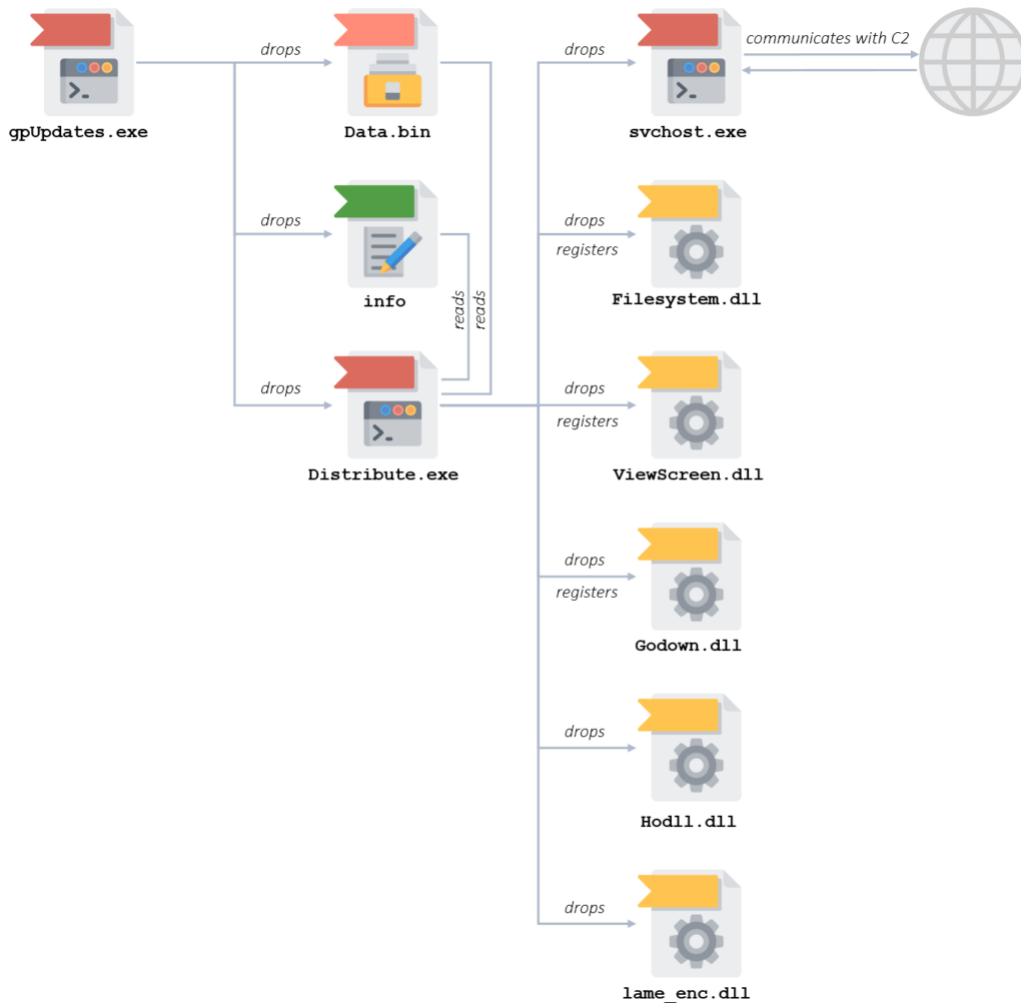 drops
drops
communicates with C2
gpUpdates.exe
Data.bin
svchost.exe
drops
drops
registers
info
reads
reads
Filesystem.dll
drops
drops
registers
Distribute.exe
ViewScreen.dll
drops
registers
Godown.dll
drops
Hodll.dll
drops
lame_enc.dll